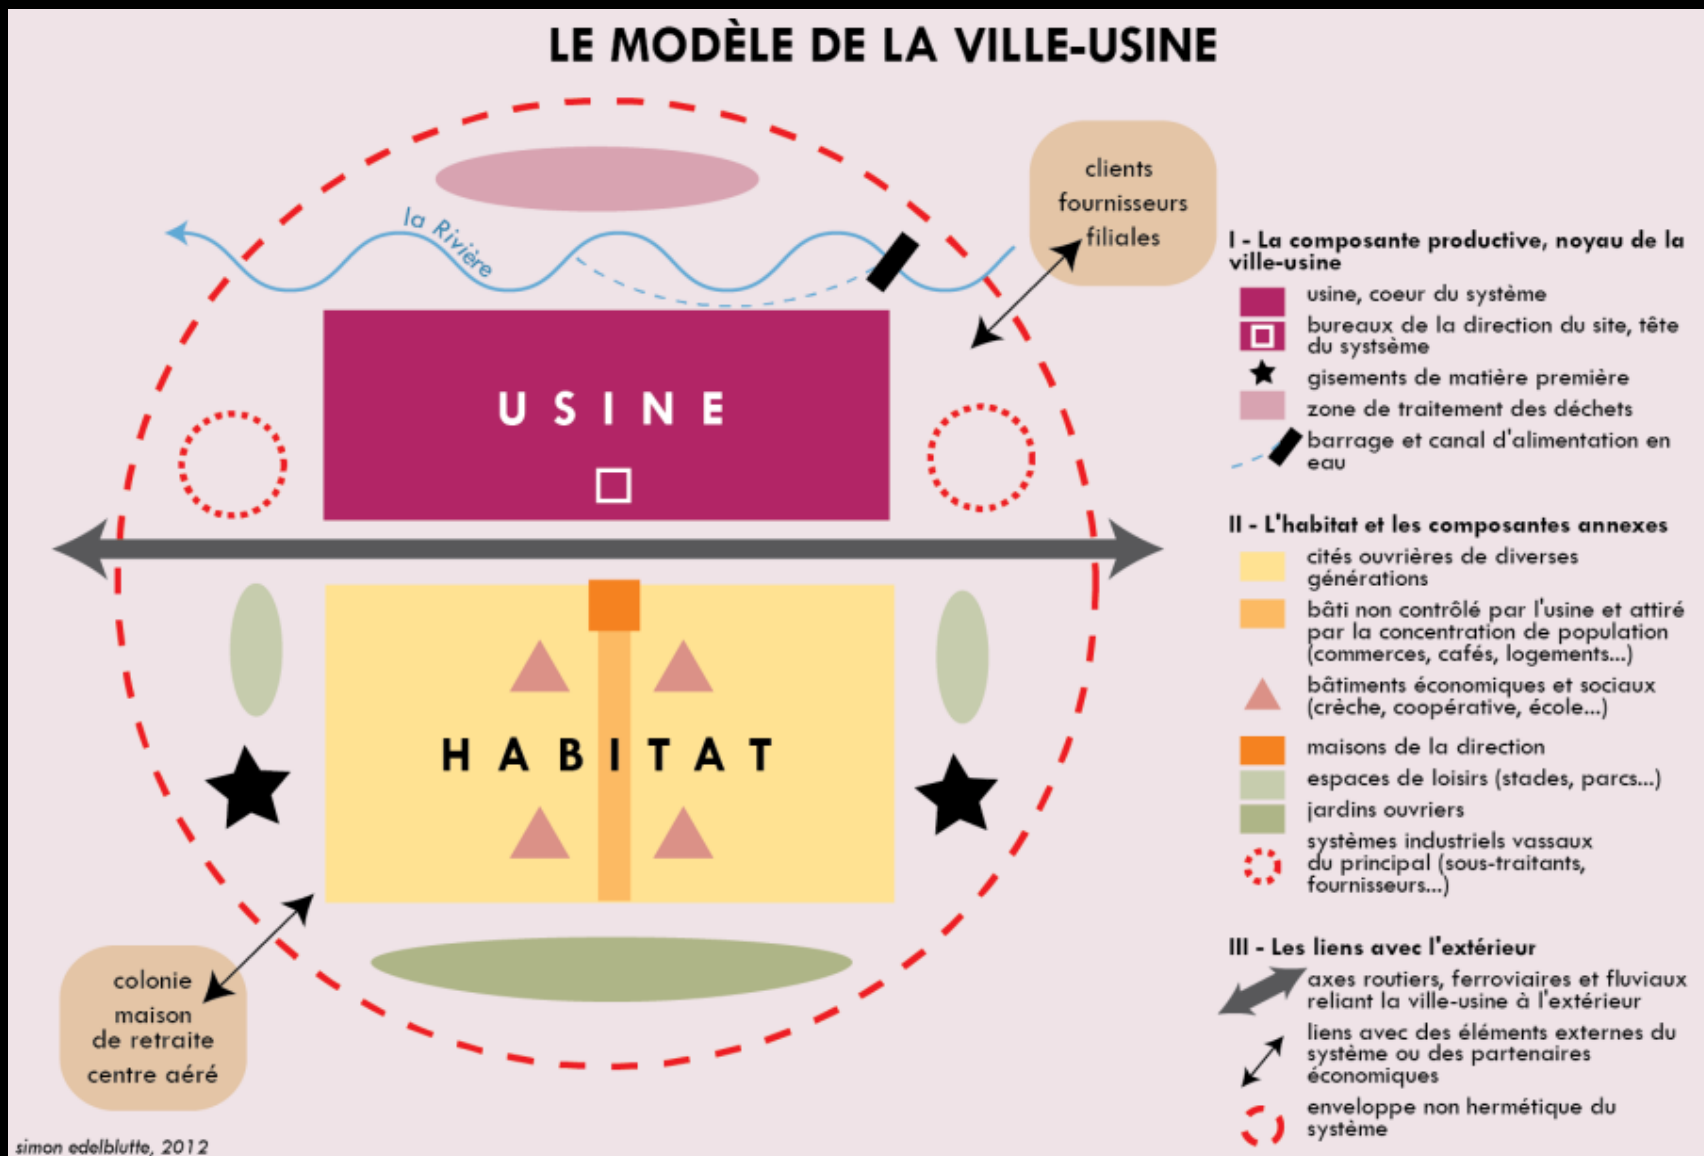 LE MODÈLE DE LA VILLE-USINE
clients
fournisseurs
filiales
la Rivière
USINE
HABITAT
colonie
maison
de retraite
centre aéré
simon edelblutte, 2012
I - La composante productive, noyau de la
ville-usine
usine, coeur du système
bureaux de la direction du site, tête
du systsème
gisements de matière première
zone de traitement des déchets
barrage et canal d'alimentation en
eau
II - L'habitat et les composantes annexes
cités ouvrières de diverses
générations
bâti non contrôlé par l'usine et attiré
par la concentration de population
(commerces, cafés, logements...)
bâtiments économiques et sociaux
(crèche, coopérative, école...)
maisons de la direction
espaces de loisirs (stades, parcs...)
jardins ouvriers
systèmes industriels vassaux
du principal (sous-traitants,
fournisseurs...)
III - Les liens avec l'extérieur
axes routiers, ferroviaires et fluviaux
reliant la ville-usine à l'extérieur
liens avec des éléments externes du
système ou des partenaires
économiques
enveloppe non hermétique du
système